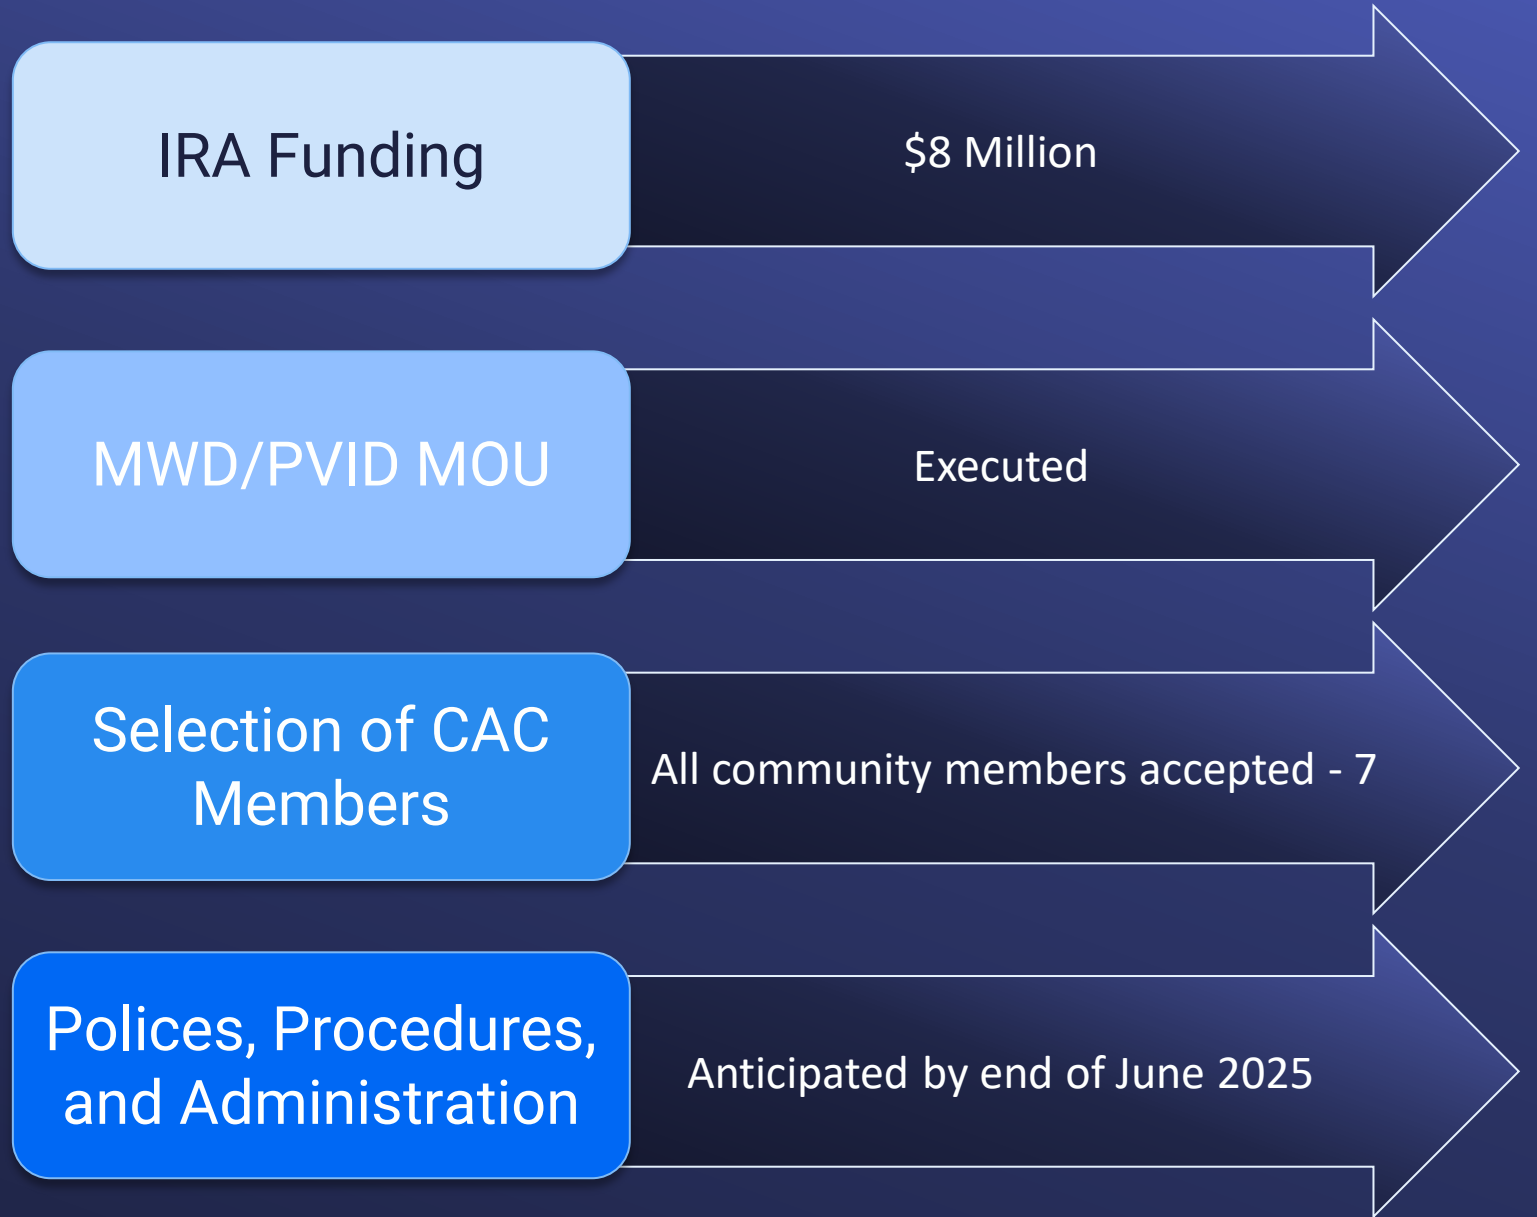 IRA Funding
$8 Million
MWD/PVID MOU
Executed
Selection of CAC
Members
All community members accepted - 7
Polices, Procedures,
and Administration
Anticipated by end of June 2025